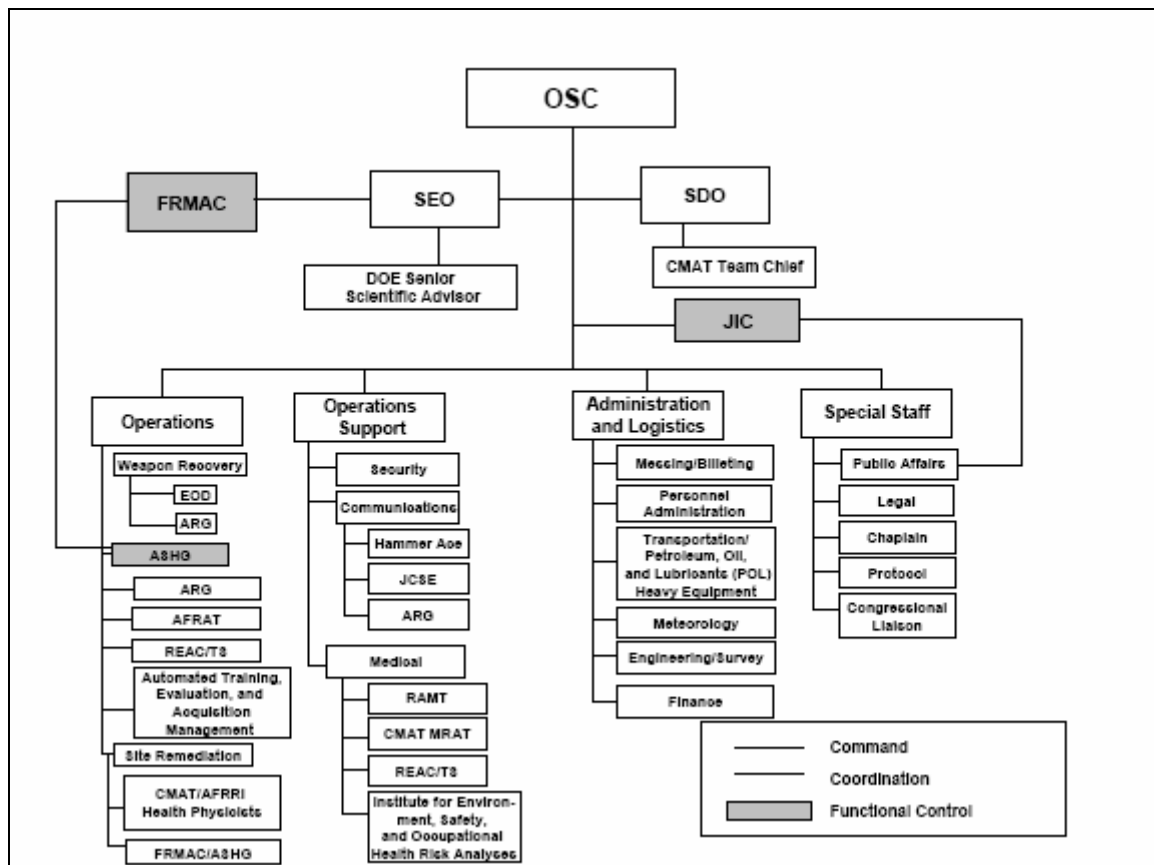 OSC
FRMAC
SEO
SDO
DOE Senior
Scientific Advisor
CMAT Team Chief
JIC
Operations
Weapon Recovery
EOD
ARG
ASHG
ARG
AFRAT
REAC/TS
Automated Training,
Evaluation, and
Acquisition
Management
Site Remediation
CMAT/AFRRI
Health Physicists
FRMAC/ASHG
Operations
Support
Security
Communications
Hammer Ace
JCSE
ARG
Medical
RAMT
CMAT MRAT
REAC/TS
Institute for Environ-
ment, Safety,
and Occupational
Health Risk Analyses
Administration
and Logistics
Messing/Billeting
Personnel
Administration
Transportation/
Petroleum, Oil,
and Lubricants (POL)
Heavy Equipment
Meteorology
Engineering/Survey
Finance
Special Staff
Public Affairs
Legal
Chaplain
Protocol
Congressional
Liaison
Command
Coordination
Functional Control